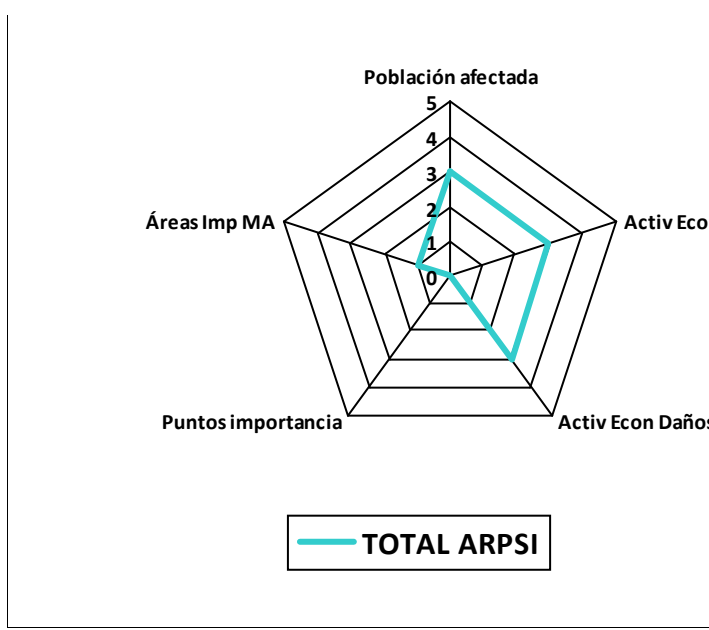 Población afectada
5
4
3
2
1
0
Áreas Imp MA
Activ Eco
Puntos importancia
Activ Econ Daños
TOTAL ARPSI